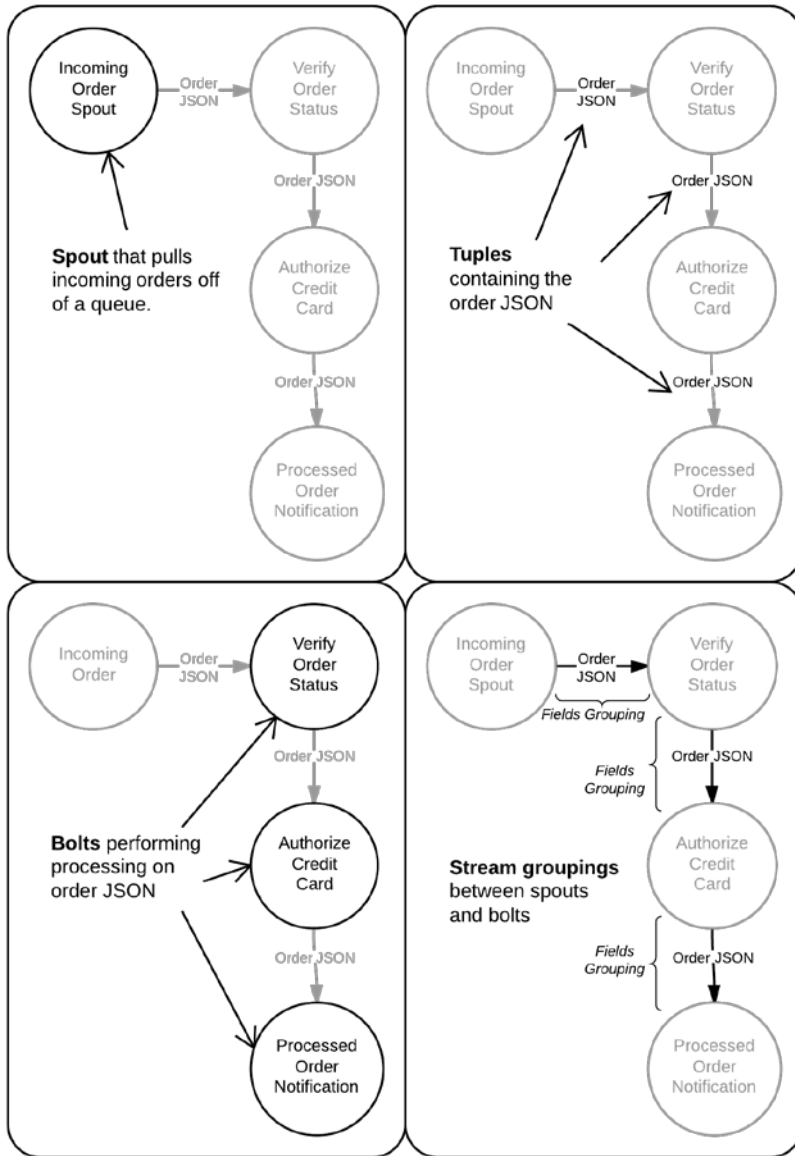 Incoming
Order
Spout
Order
JSON
Verify
Order
Status
Order JSON
Spout that pulls
incoming orders off
of a queue.
Authorize
Credit
Card
Order JSON
Processed
Order
Notification
Incoming
Order
Spout
Order
JSON
Verify
Order
Status
Order JSON
Tuples
containing the
order JSON
Authorize
Credit
Card
Order JSON
Processed
Order
Notification
Incoming
Order
Order
JSON
Verify
Order
Status
Order JSON
Bolts performing
processing on
order JSON
Authorize
Credit
Card
Order JSON
Processed
Order
Notification
Incoming
Order
Spout
Order
JSON
Fields Grouping
Verify
Order
Status
Fields
Grouping
Order JSON
Stream groupings
between spouts
and bolts
Authorize
Credit
Card
Fields
Grouping
Order JSON
Processed
Order
Notification